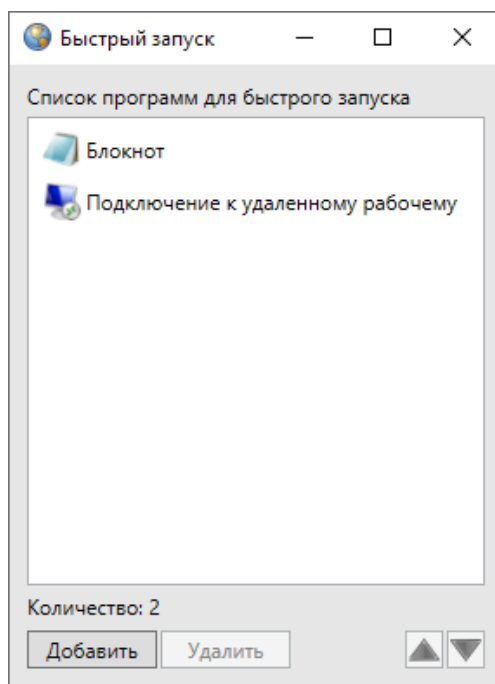 Быстрый запуск
Список программ для быстрого запуска
Блокнот
Подключение к удаленному рабочему
Количество: 2
Добавить Удалить